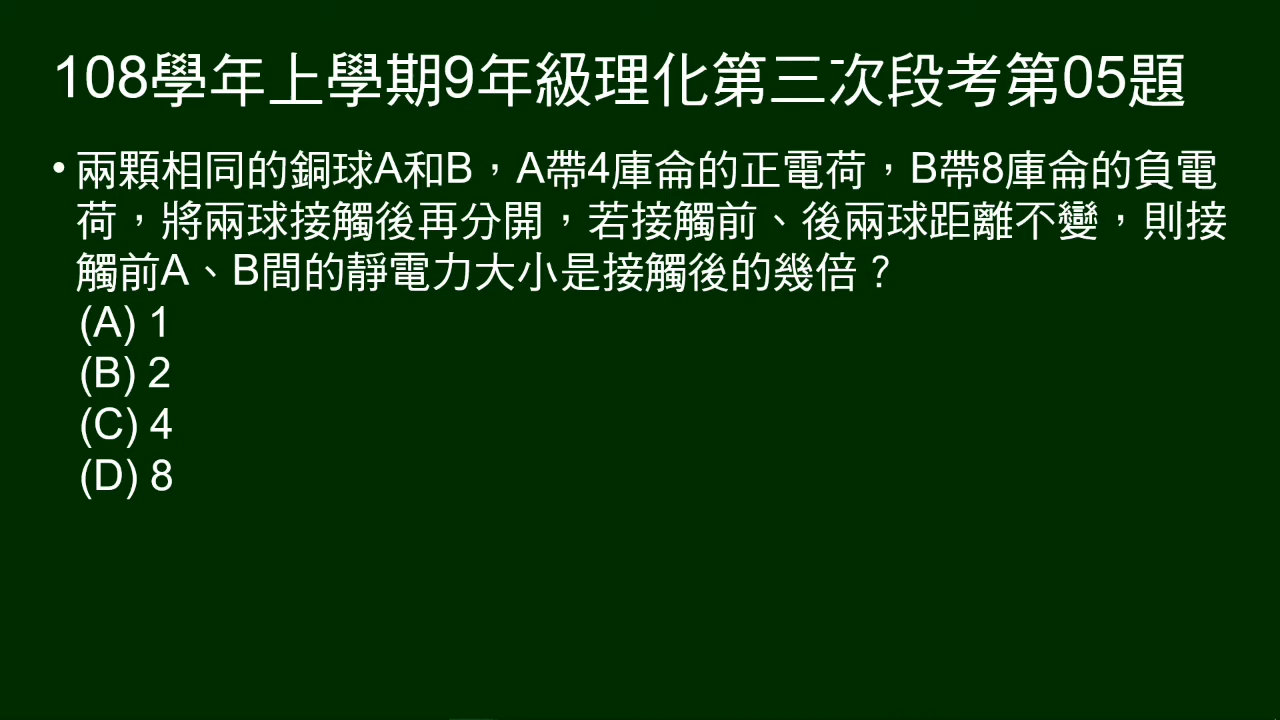 108學年上學期9年級理化第三次段考第05題
• 兩顆相同的銅球A和B，A帶4庫侖的正電荷，B帶8庫侖的負電
荷，將兩球接觸後再分開，若接觸前、後兩球距離不變，則接
觸前A、B間的靜電力大小是接觸後的幾倍？
(A) 1
(B) 2
(C) 4
(D) 8